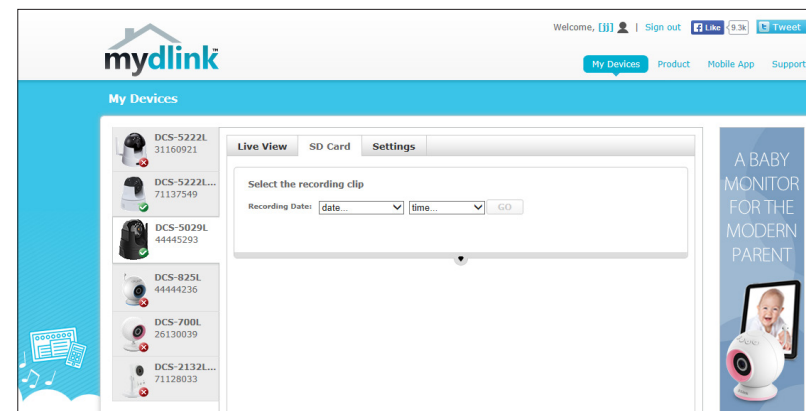 Welcome, [jj] | Sign out Like 9.3k Tweet
mydlink
My Devices Product Mobile App Support
My Devices
DCS-5222L
31160921
DCS-5222L...
71137549
DCS-5029L
44445293
DCS-825L
44444236
DCS-700L
26130039
DCS-2132L...
71128033
Live View SD Card Settings
Select the recording clip
Recording Date: date... time... GO
A BABY
MONITOR
FOR THE
MODERN
PARENT